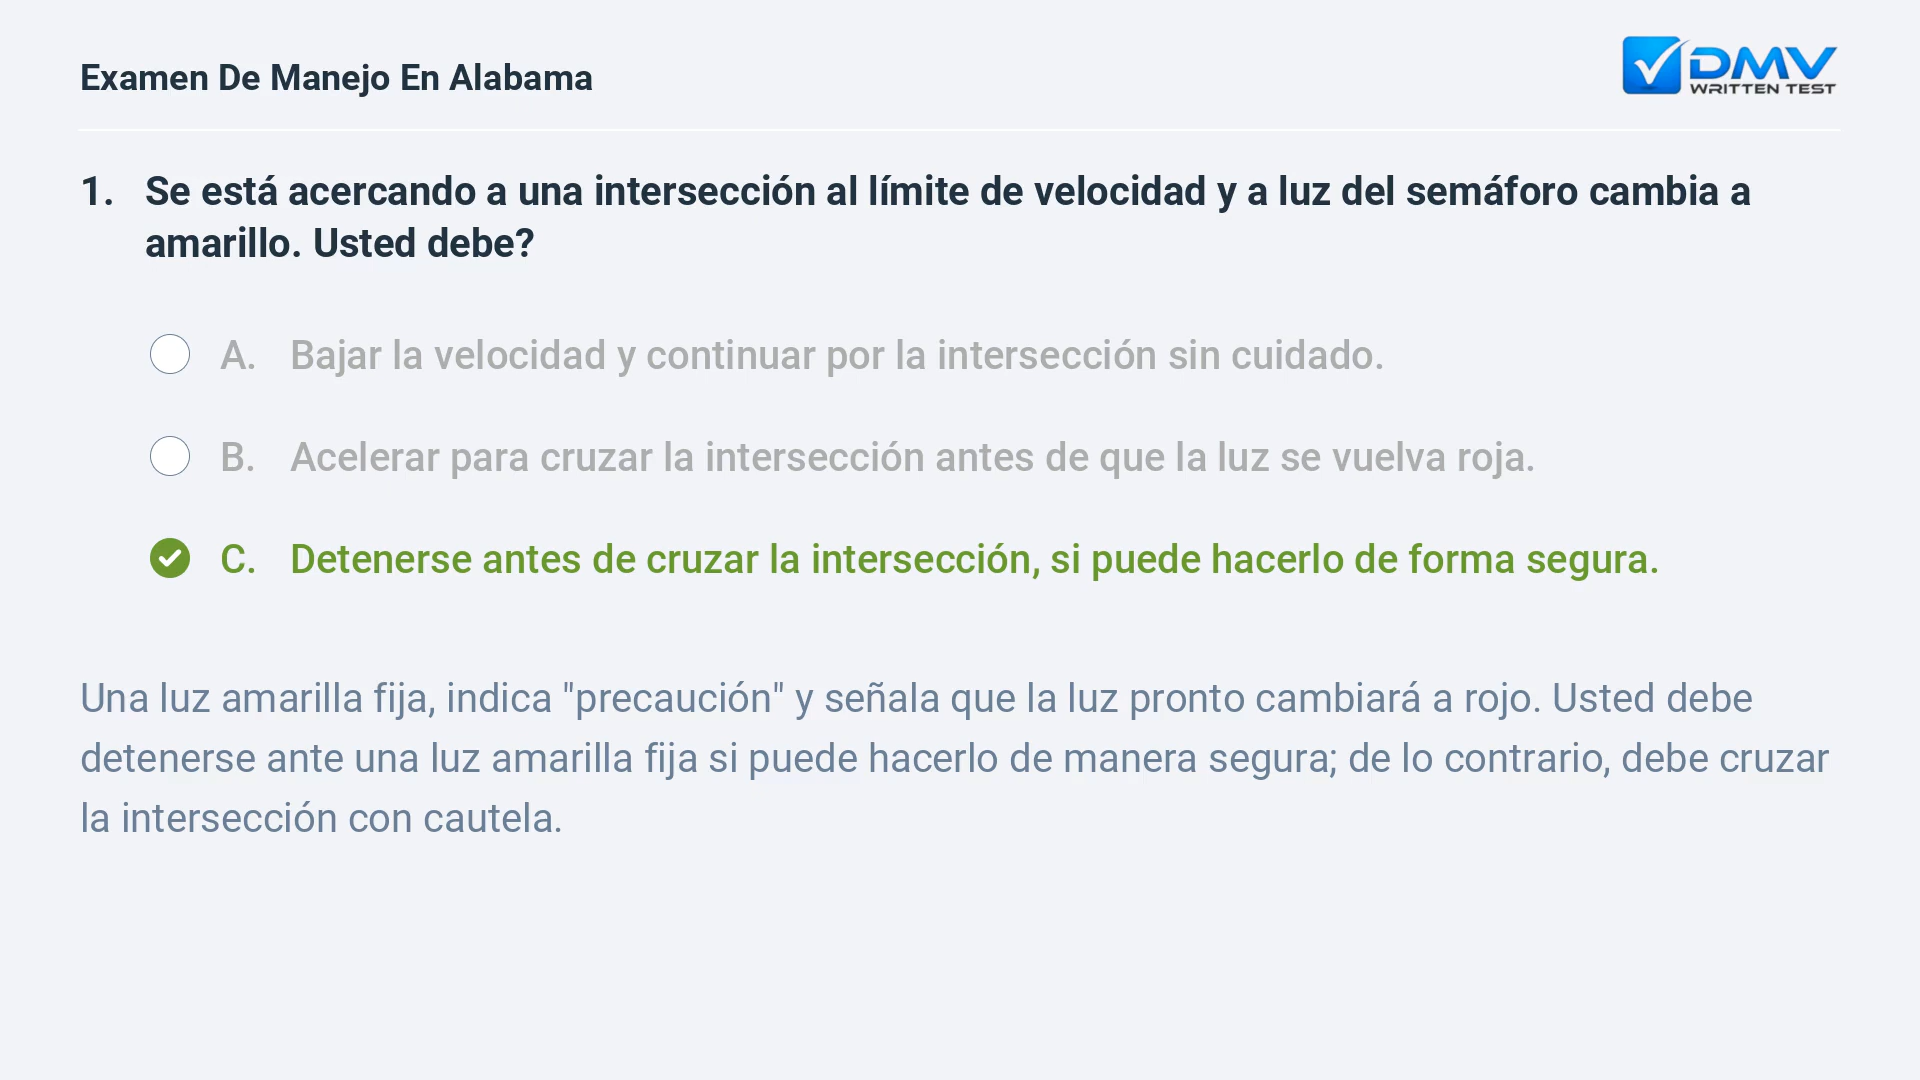 Examen De Manejo En Alabama
DMV
WRITTEN TEST
1. Se está acercando a una intersección al límite de velocidad y a luz del semáforo cambia a
amarillo. Usted debe?
A. Bajar la velocidad y continuar por la intersección sin cuidado.
B. Acelerar para cruzar la intersección antes de que la luz se vuelva roja.
C. Detenerse antes de cruzar la intersección, si puede hacerlo de forma segura.
Una luz amarilla fija, indica "precaución" y señala que la luz pronto cambiará a rojo. Usted debe
detenerse ante una luz amarilla fija si puede hacerlo de manera segura; de lo contrario, debe cruzar
la intersección con cautela.